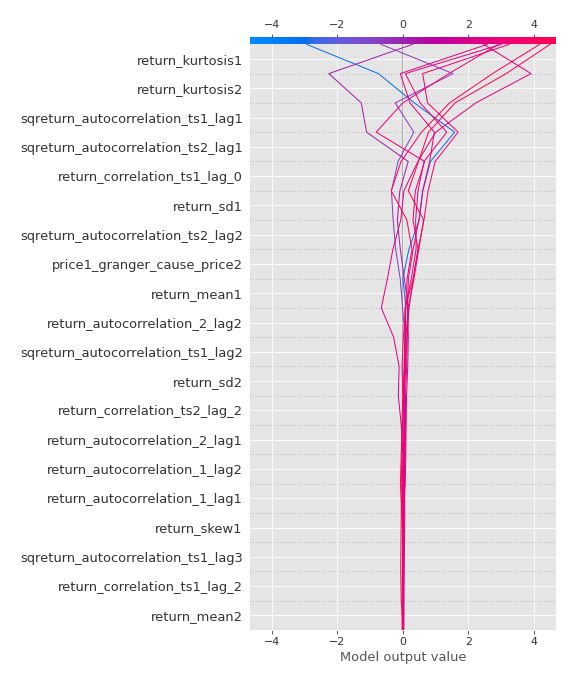 −4 −2 0 2 4
return_kurtosis1
return_kurtosis2
sqreturn_autocorrelation_ts1_lag1
sqreturn_autocorrelation_ts2_lag1
return_correlation_ts1_lag_0
return_sd1
sqreturn_autocorrelation_ts2_lag2
price1_granger_cause_price2
return_mean1
return_autocorrelation_2_lag2
sqreturn_autocorrelation_ts1_lag2
return_sd2
return_correlation_ts2_lag_2
return_autocorrelation_2_lag1
return_autocorrelation_1_lag2
return_autocorrelation_1_lag1
return_skew1
sqreturn_autocorrelation_ts1_lag3
return_correlation_ts1_lag_2
return_mean2
−4 −2 0 2 4
Model output value